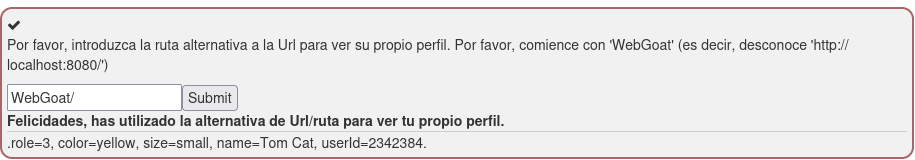 Por favor, introduzca la ruta alternativa a la Url para ver su propio perfil. Por favor, comience con 'WebGoat' (es decir, desconoce 'http://
localhost:8080/')
WebGoat/ Submit
Felicidades, has utilizado la alternativa de Url/ruta para ver tu propio perfil.
.role=3, color=yellow, size=small, name=Tom Cat, userId=2342384.